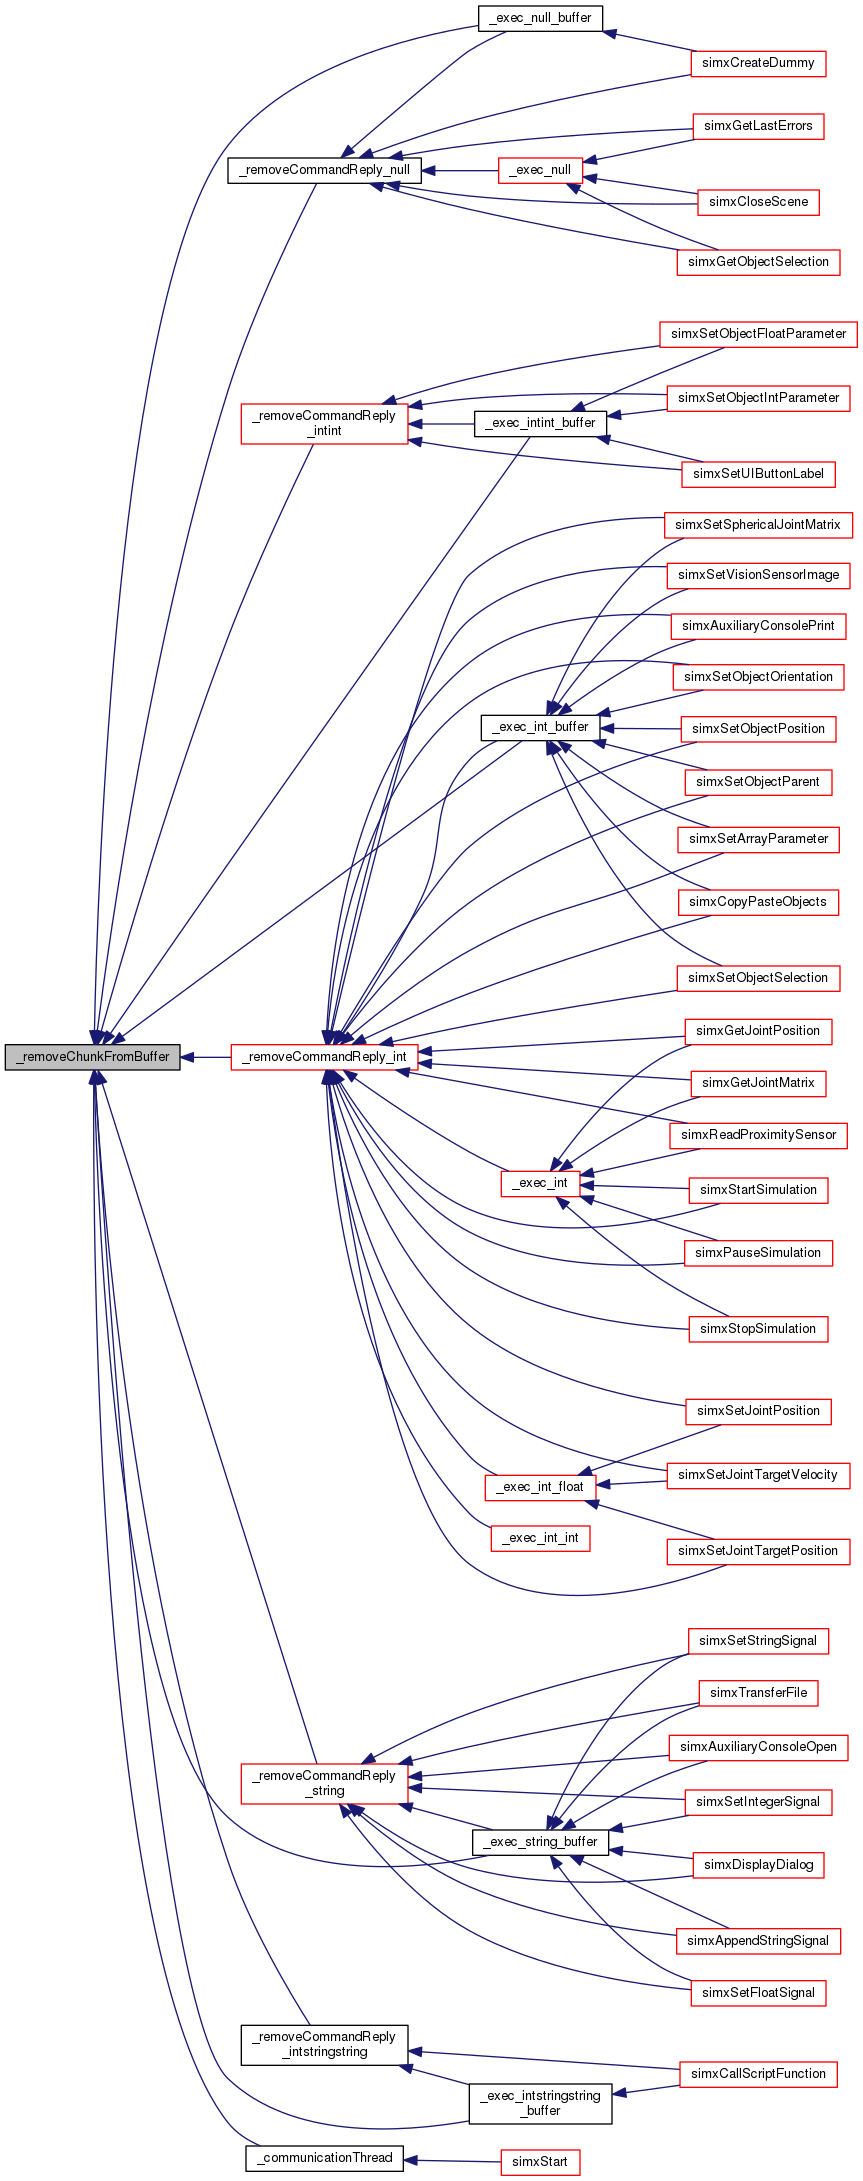 _exec_null_buffer
simxCreateDummy
simxGetLastErrors
_removeCommandReply_null
_exec_null
simxCloseScene
simxGetObjectSelection
simxSetObjectFloatParameter
simxSetObjectIntParameter
_removeCommandReply
_intint
_exec_intint_buffer
simxSetUIButtonLabel
simxSetSphericalJointMatrix
simxSetVisionSensorImage
simxAuxiliaryConsolePrint
simxSetObjectOrientation
_exec_int_buffer
simxSetObjectPosition
simxSetObjectParent
simxSetArrayParameter
simxCopyPasteObjects
simxSetObjectSelection
_removeChunkFromBuffer
_removeCommandReply_int
simxGetJointPosition
simxGetJointMatrix
simxReadProximitySensor
_exec_int
simxStartSimulation
simxPauseSimulation
simxStopSimulation
simxSetJointPosition
simxSetJointTargetVelocity
_exec_int_float
_exec_int_int
simxSetJointTargetPosition
simxSetStringSignal
simxTransferFile
simxAuxiliaryConsoleOpen
_removeCommandReply
_string
simxSetIntegerSignal
_exec_string_buffer
simxDisplayDialog
simxAppendStringSignal
simxSetFloatSignal
_removeCommandReply
_intstringstring
simxCallScriptFunction
_exec_intstringstring
_buffer
_communicationThread
simxStart